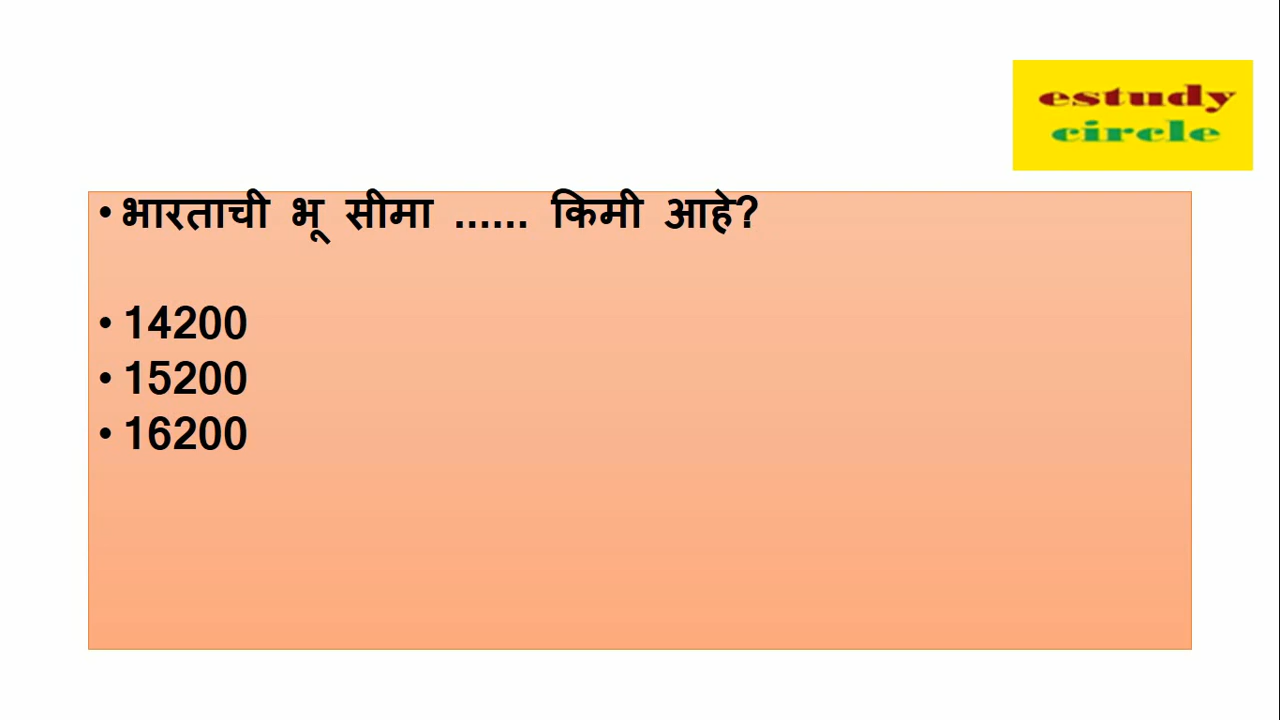 estudy
circle
• भारताची भू सीमा ...... किमी आहे?
• 14200
• 15200
• 16200